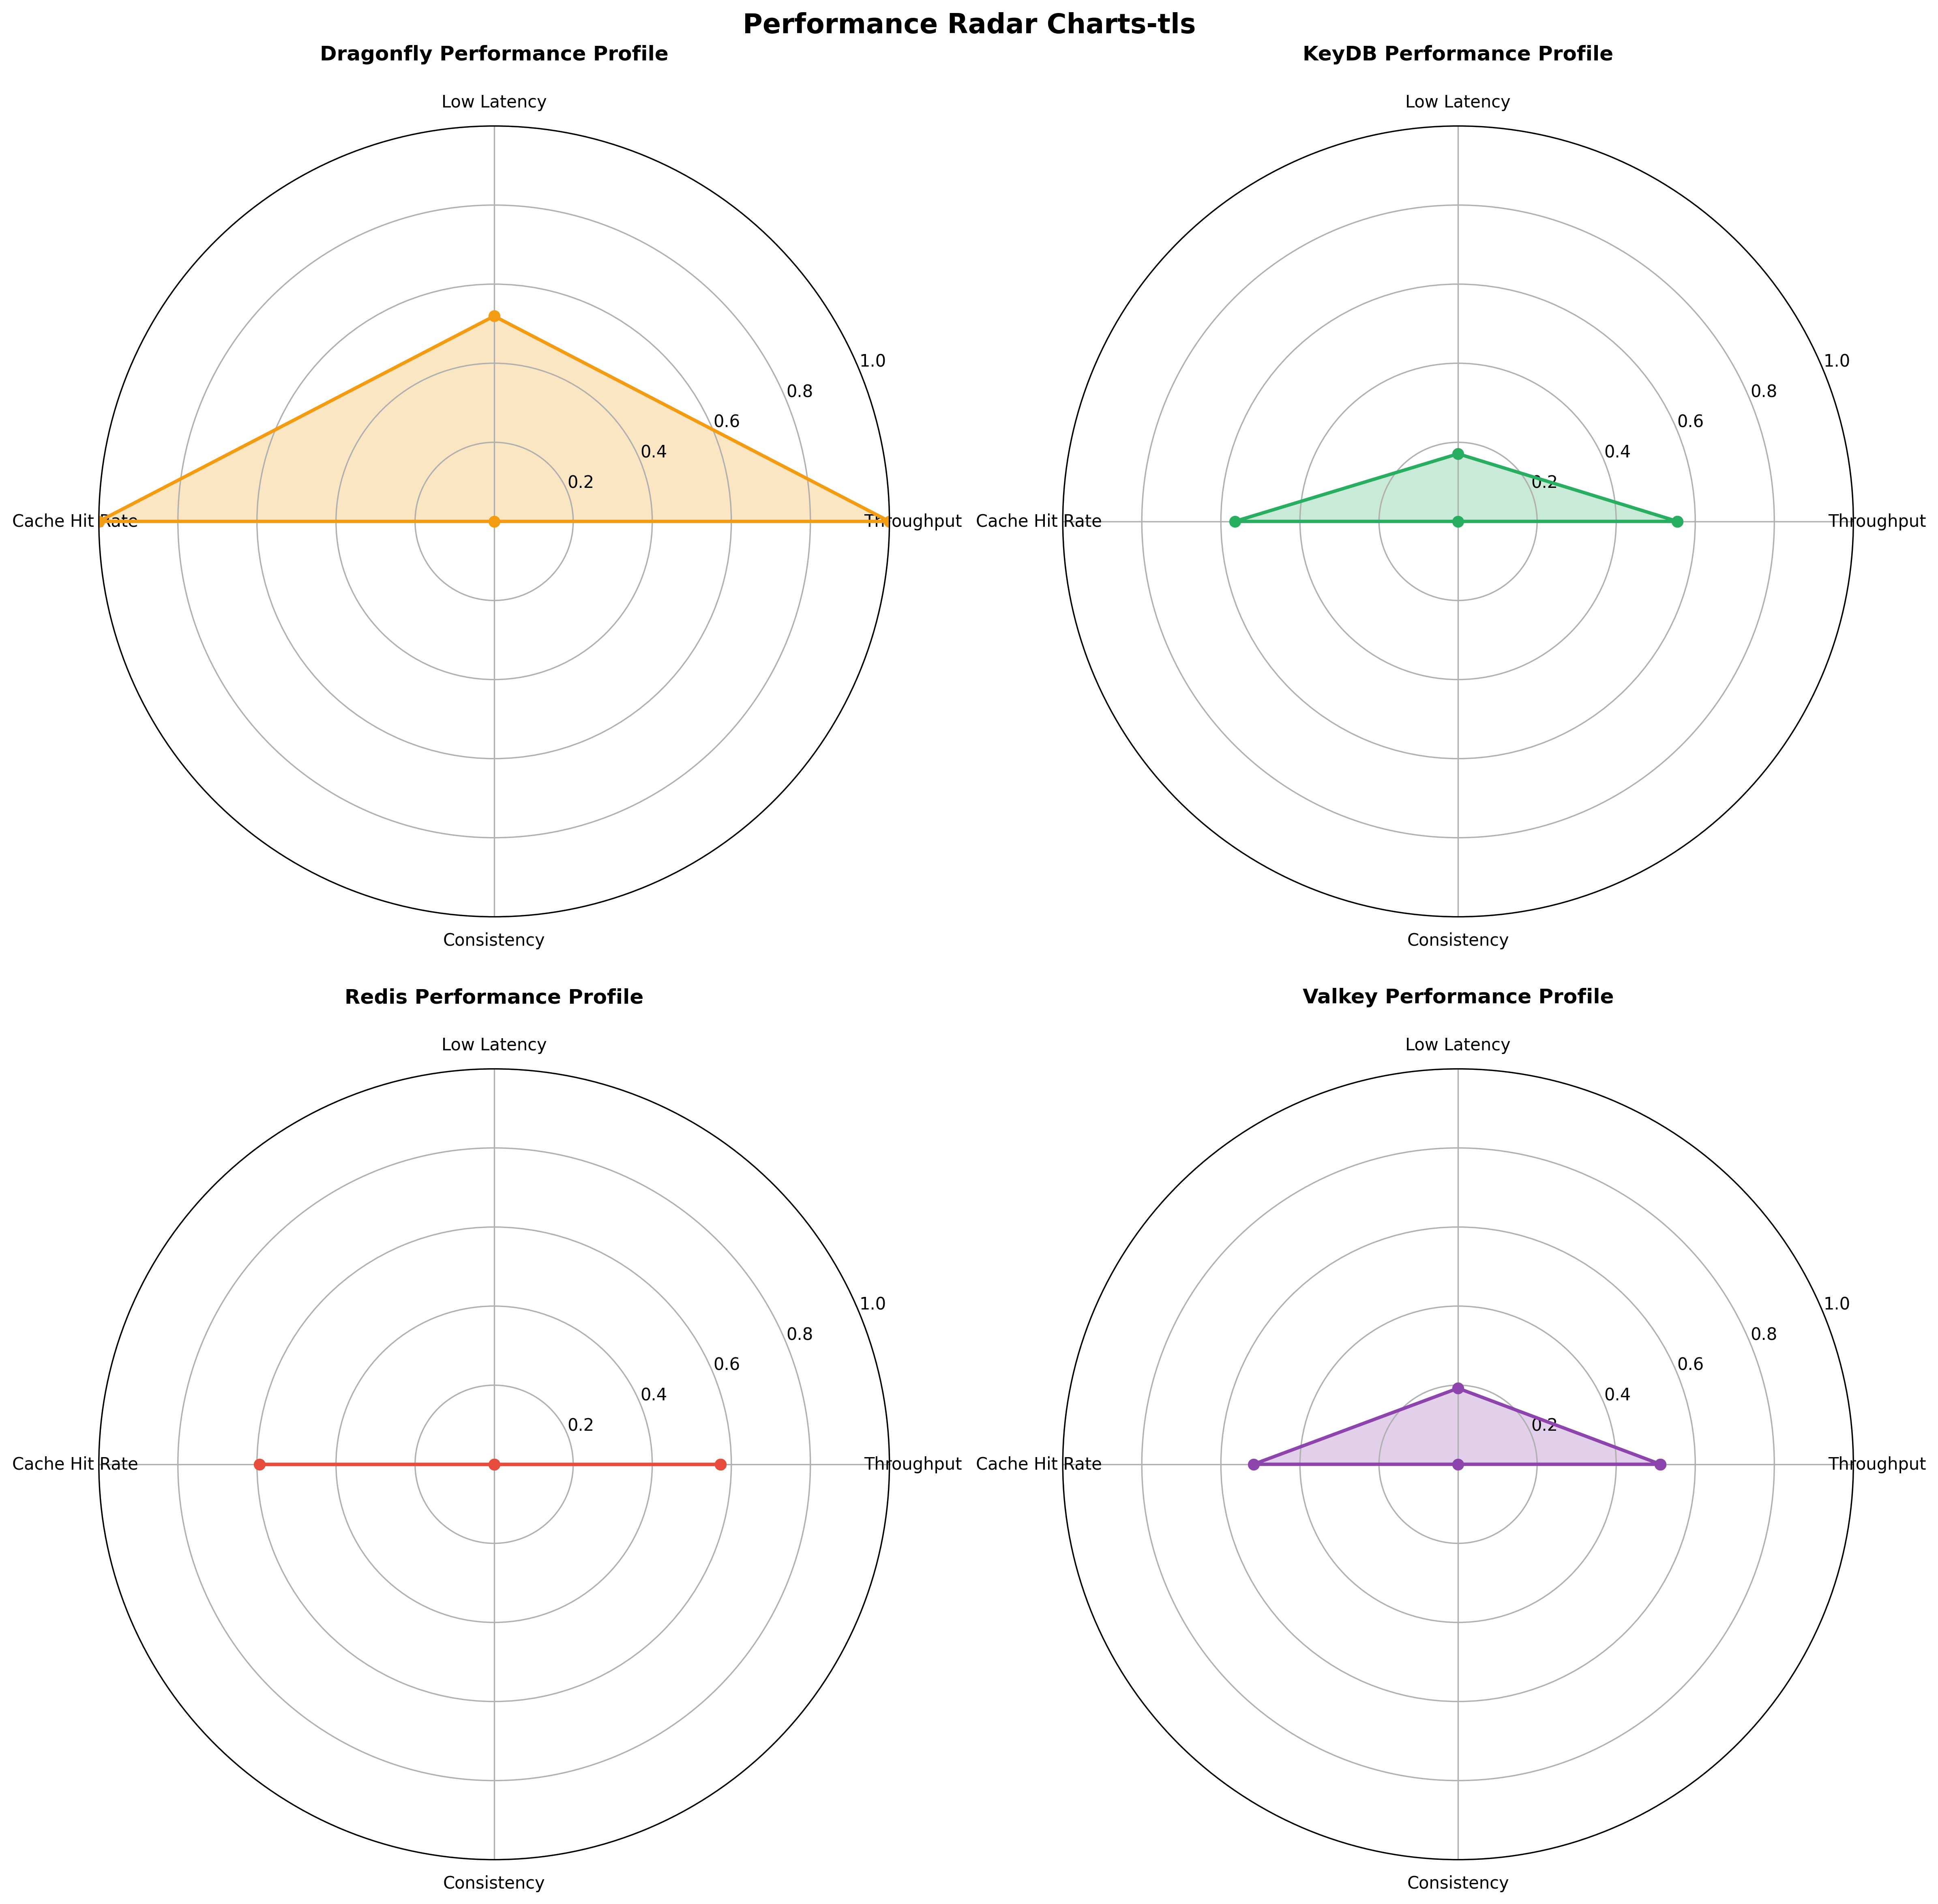 Performance Radar Charts-tls
Dragonfly Performance Profile
Low Latency
1.0
0.8
0.6
0.4
0.2
Cache Hit Rate
Throughput
Consistency
KeyDB Performance Profile
Low Latency
1.0
0.8
0.6
0.4
0.2
Cache Hit Rate
Throughput
Consistency
Redis Performance Profile
Low Latency
1.0
0.8
0.6
0.4
0.2
Cache Hit Rate
Throughput
Consistency
Valkey Performance Profile
Low Latency
1.0
0.8
0.6
0.4
0.2
Cache Hit Rate
Throughput
Consistency